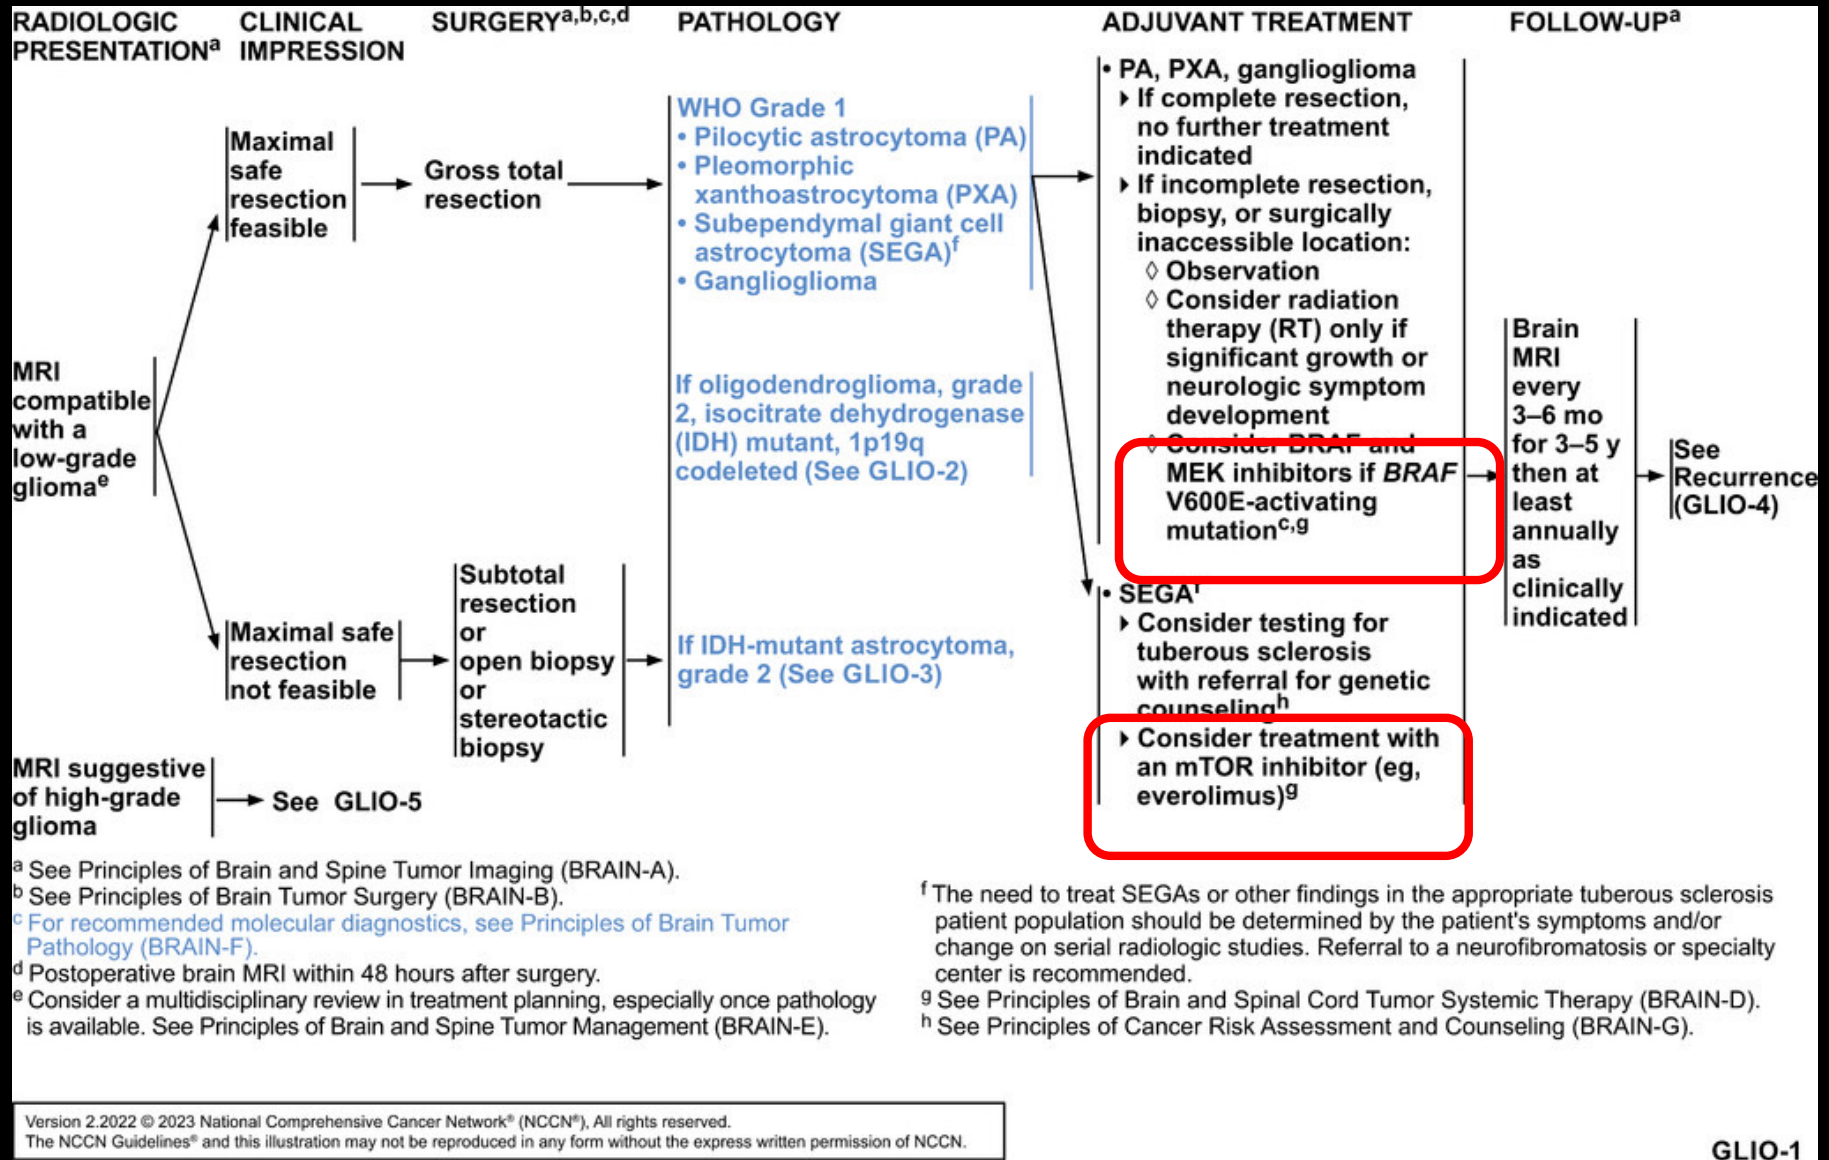 RADIOLOGIC
PRESENTATIONa
CLINICAL
IMPRESSION
SURGERYa,b,c,d
PATHOLOGY
ADJUVANT TREATMENT
FOLLOW-UPa
MRI
compatible
with a
low-grade
gliomae
Maximal
safe
resection
feasible
Gross total
resection
Maximal safe
resection
not feasible
Subtotal
resection
or
open biopsy
or
stereotactic
biopsy
WHO Grade 1
• Pilocytic astrocytoma (PA)
• Pleomorphic
xanthoastrocytoma (PXA)
• Subependymal giant cell
astrocytoma (SEGA)f
• Ganglioglioma
If oligodendroglioma, grade
2, isocitrate dehydrogenase
(IDH) mutant, 1p19q
codeleted (See GLIO-2)
If IDH-mutant astrocytoma,
grade 2 (See GLIO-3)
• PA, PXA, ganglioglioma
▸ If complete resection,
no further treatment
indicated
▸ If incomplete resection,
biopsy, or surgically
inaccessible location:
◊ Observation
◊ Consider radiation
therapy (RT) only if
significant growth or
neurologic symptom
development
◊ Consider BRAF and
MEK inhibitors if BRAF
V600E-activating
mutationc,g
• SEGAf
▸ Consider testing for
tuberous sclerosis
with referral for genetic
counselingh
▸ Consider treatment with
an mTOR inhibitor (eg,
everolimus)g
Brain
MRI
every
3–6 mo
for 3–5 y
then at
least
annually
as
clinically
indicated
See
Recurrence
(GLIO-4)
MRI suggestive
of high-grade
glioma
See GLIO-5
a See Principles of Brain and Spine Tumor Imaging (BRAIN-A).
b See Principles of Brain Tumor Surgery (BRAIN-B).
c For recommended molecular diagnostics, see Principles of Brain Tumor
Pathology (BRAIN-F).
d Postoperative brain MRI within 48 hours after surgery.
e Consider a multidisciplinary review in treatment planning, especially once pathology
is available. See Principles of Brain and Spine Tumor Management (BRAIN-E).
f The need to treat SEGAs or other findings in the appropriate tuberous sclerosis
patient population should be determined by the patient's symptoms and/or
change on serial radiologic studies. Referral to a neurofibromatosis or specialty
center is recommended.
g See Principles of Brain and Spinal Cord Tumor Systemic Therapy (BRAIN-D).
h See Principles of Cancer Risk Assessment and Counseling (BRAIN-G).
Version 2.2022 © 2023 National Comprehensive Cancer Network® (NCCN®), All rights reserved.
The NCCN Guidelines® and this illustration may not be reproduced in any form without the express written permission of NCCN.
GLIO-1